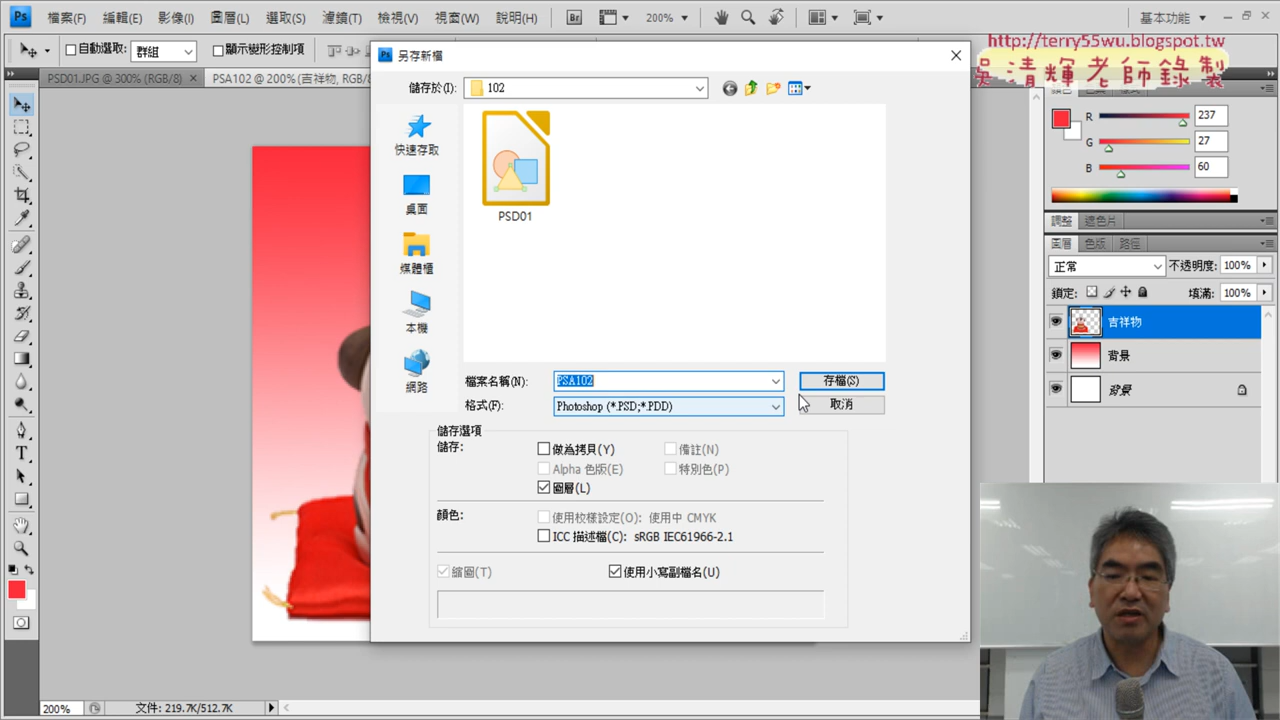 Ps 檔案(F) 編輯(E) 影像(I) 圖層(L) 選取(S) 濾鏡(T) 檢視(V) 視窗(W) 說明(H) Br 200% 基本功能
自動選取: 群組 顯示變形控制項
http://terry55wu.blogspot.tw
吳清輝老師錄製
PSD01.JPG @ 300% (RGB/8) × PSA102 @ 200% (吉祥物, RGB/8
Ps 另存新檔
儲存於(I): 102
快速存取
桌面
媒體櫃
本機
網路
PSD01
檔案名稱(N): PSA102 存檔(S)
格式(F): Photoshop (*.PSD;*.PDD) 取消
儲存選項
儲存: 做為拷貝(Y) 備註(N)
Alpha 色版(E) 特別色(P)
圖層(L)
顏色: 使用校樣設定(O): 使用中 CMYK
ICC 描述檔(C): sRGB IEC61966-2.1
縮圖(T) 使用小寫副檔名(U)
R 237
G 27
B 60
調整 遮色片
圖層 色版 路徑
正常 不透明度: 100%
鎖定: 填滿: 100%
吉祥物
背景
背景
200% 文件: 219.7K/512.7K